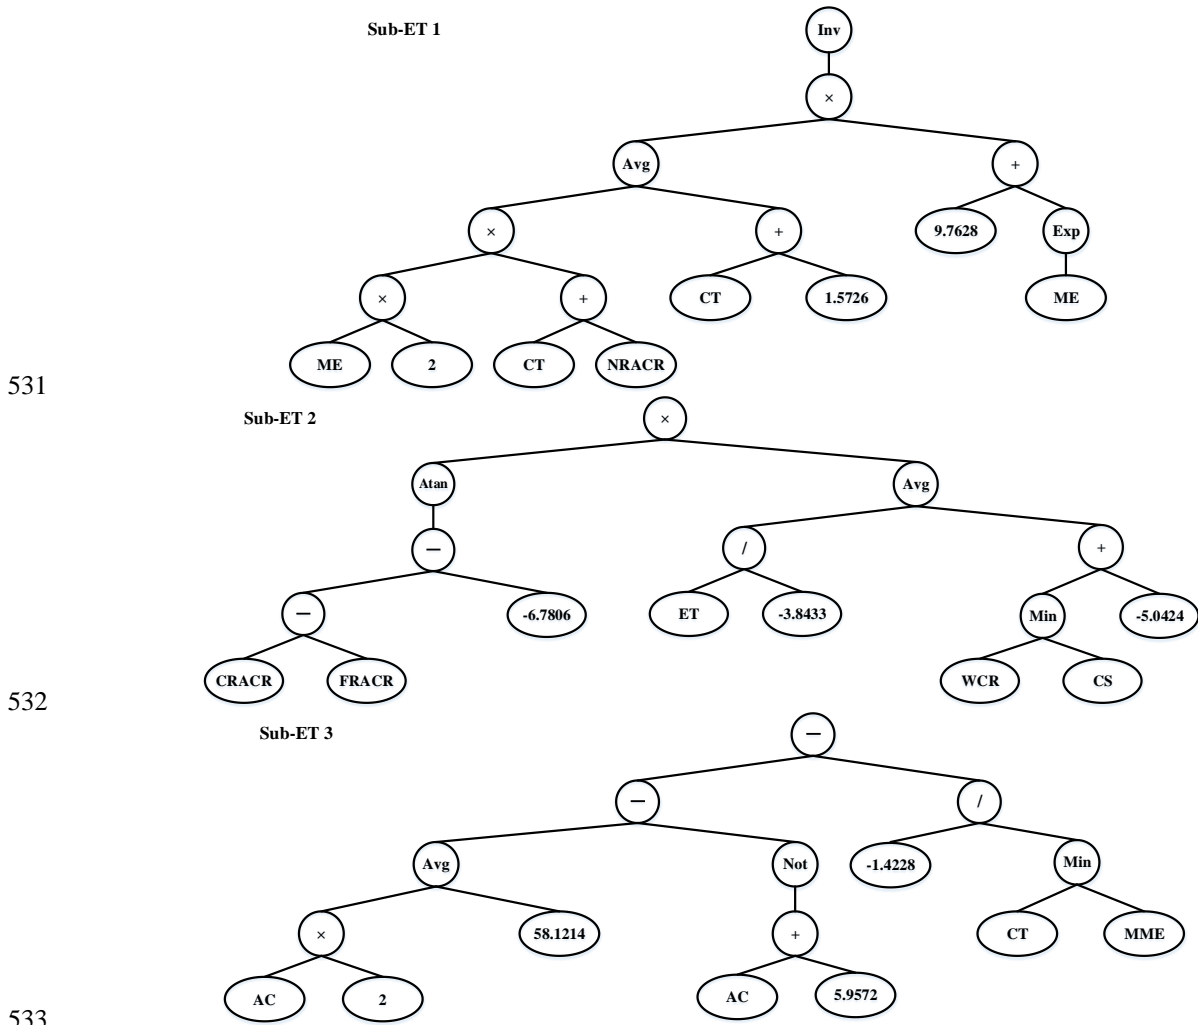 Sub-ET 1
Inv
×
Avg +
× + 9.7628 Exp
× + CT 1.5726 ME
ME 2 CT NRACR
531
Sub-ET 2
×
Atan Avg
— / +
— -6.7806 ET -3.8433 Min -5.0424
CRACR FRACR WCR CS
532
Sub-ET 3
—
— /
Avg Not -1.4228 Min
× 58.1214 + CT MME
AC 2 AC 5.9572
533